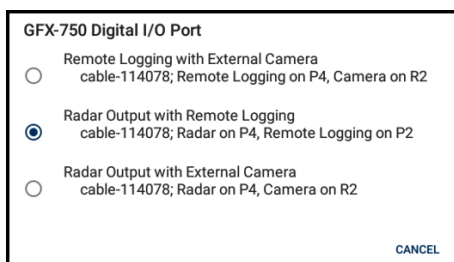 GFX-750 Digital I/O Port
Remote Logging with External Camera
cable-114078; Remote Logging on P4, Camera on R2
Radar Output with Remote Logging
cable-114078; Radar on P4, Remote Logging on P2
Radar Output with External Camera
cable-114078; Radar on P4, Camera on R2
CANCEL